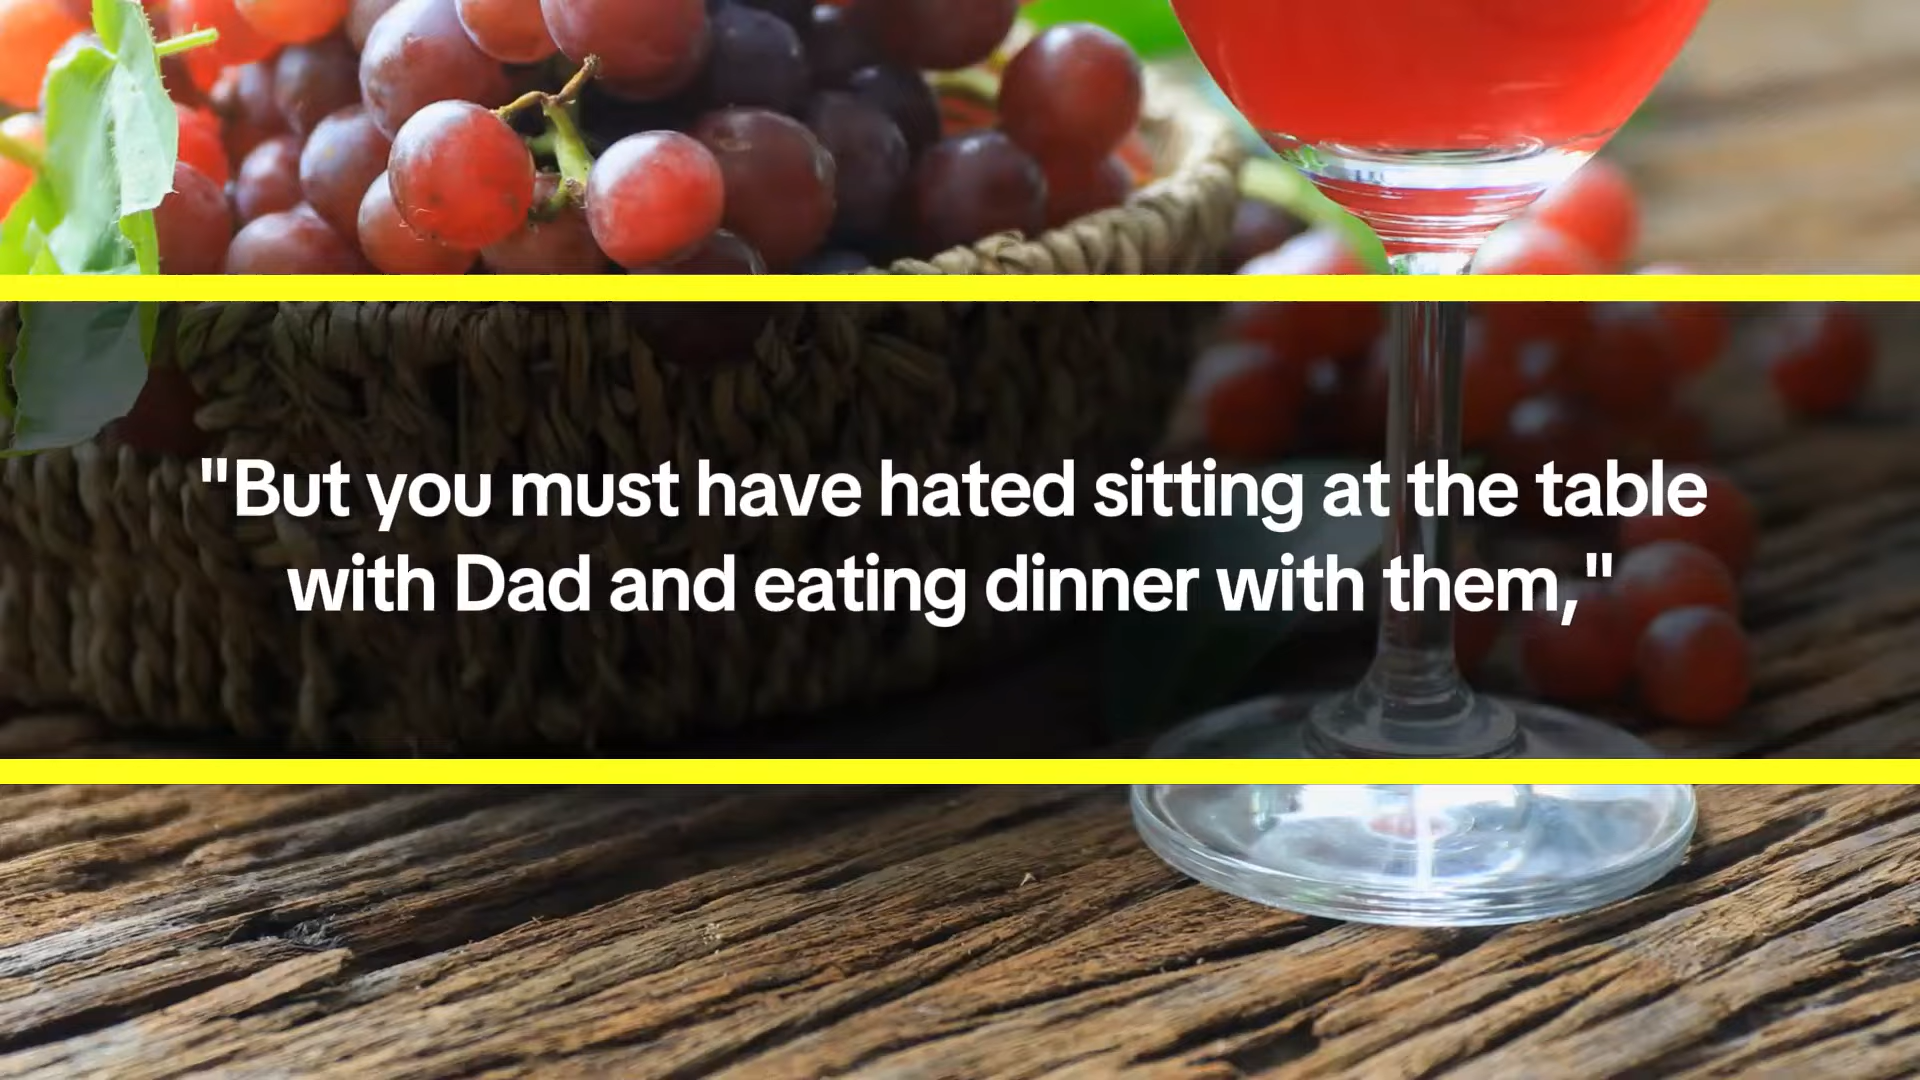 "But you must have hated sitting at the table
with Dad and eating dinner with them,"